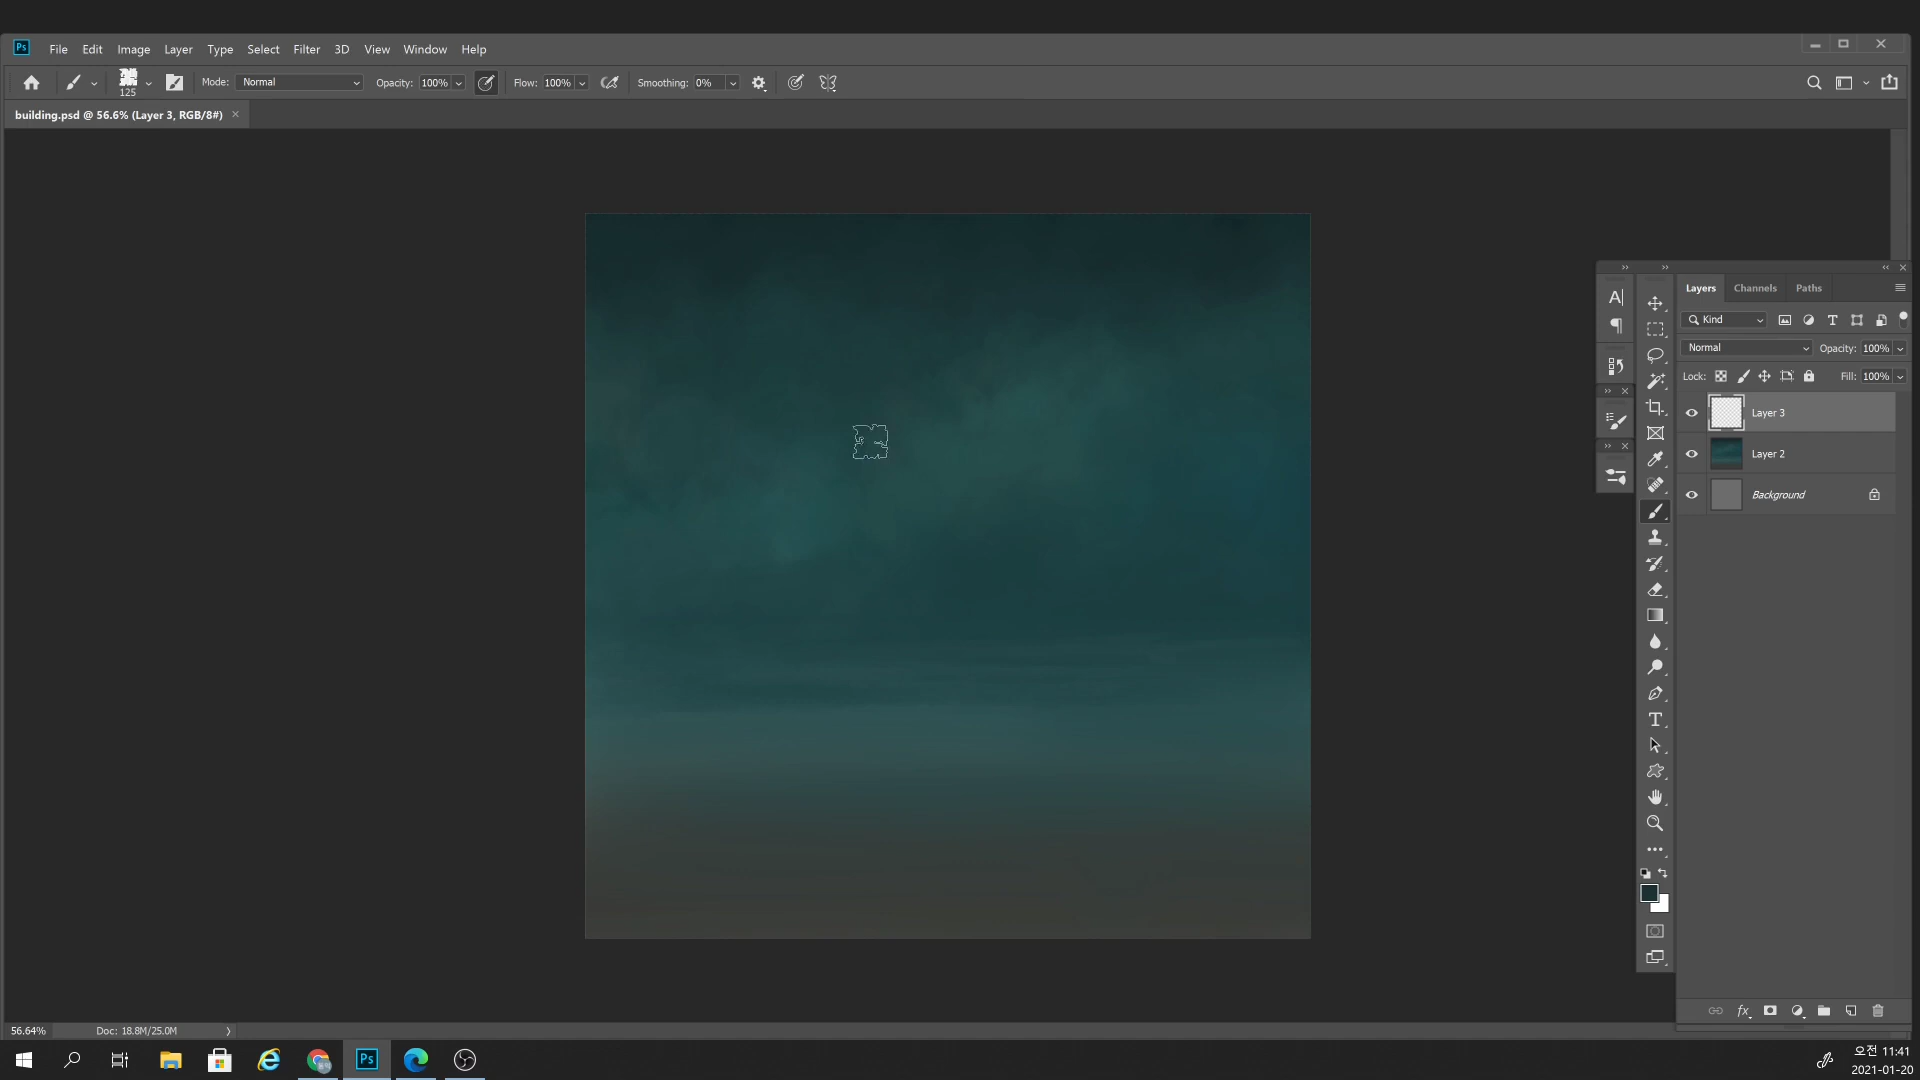 Ps File Edit Image Layer Type Select Filter 3D View Window Help
125 Mode: Normal Opacity: 100% Flow: 100% Smoothing: 0%
building.psd @ 56.6% (Layer 3, RGB/8#) ×
Layers Channels Paths
Kind
Normal Opacity: 100%
Lock: Fill: 100%
Layer 3
Layer 2
Background
fx
56.64% Doc: 18.8M/25.0M
Ps
오전 11:41
2021-01-20